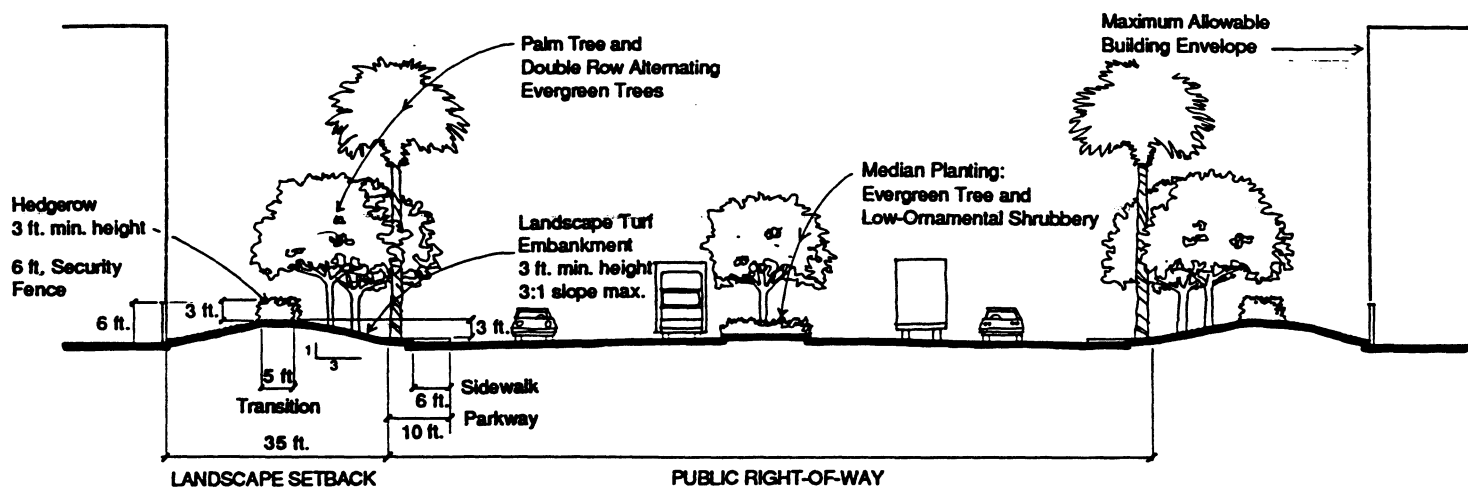 Maximum Allowable
Building Envelope
Palm Tree and
Double Row Alternating
Evergreen Trees
Median Planting:
Evergreen Tree and
Low-Ornamental Shrubbery
Hedgerow
3 ft. min. height
6 ft, Security
Fence
Landscape Turf
Embankment
3 ft. min. height
3:1 slope max.
6 ft.
3 ft.
3 ft.
1
3
5 ft
Transition
6 ft.
Sidewalk
10 ft.
Parkway
35 ft.
LANDSCAPE SETBACK
PUBLIC RIGHT-OF-WAY